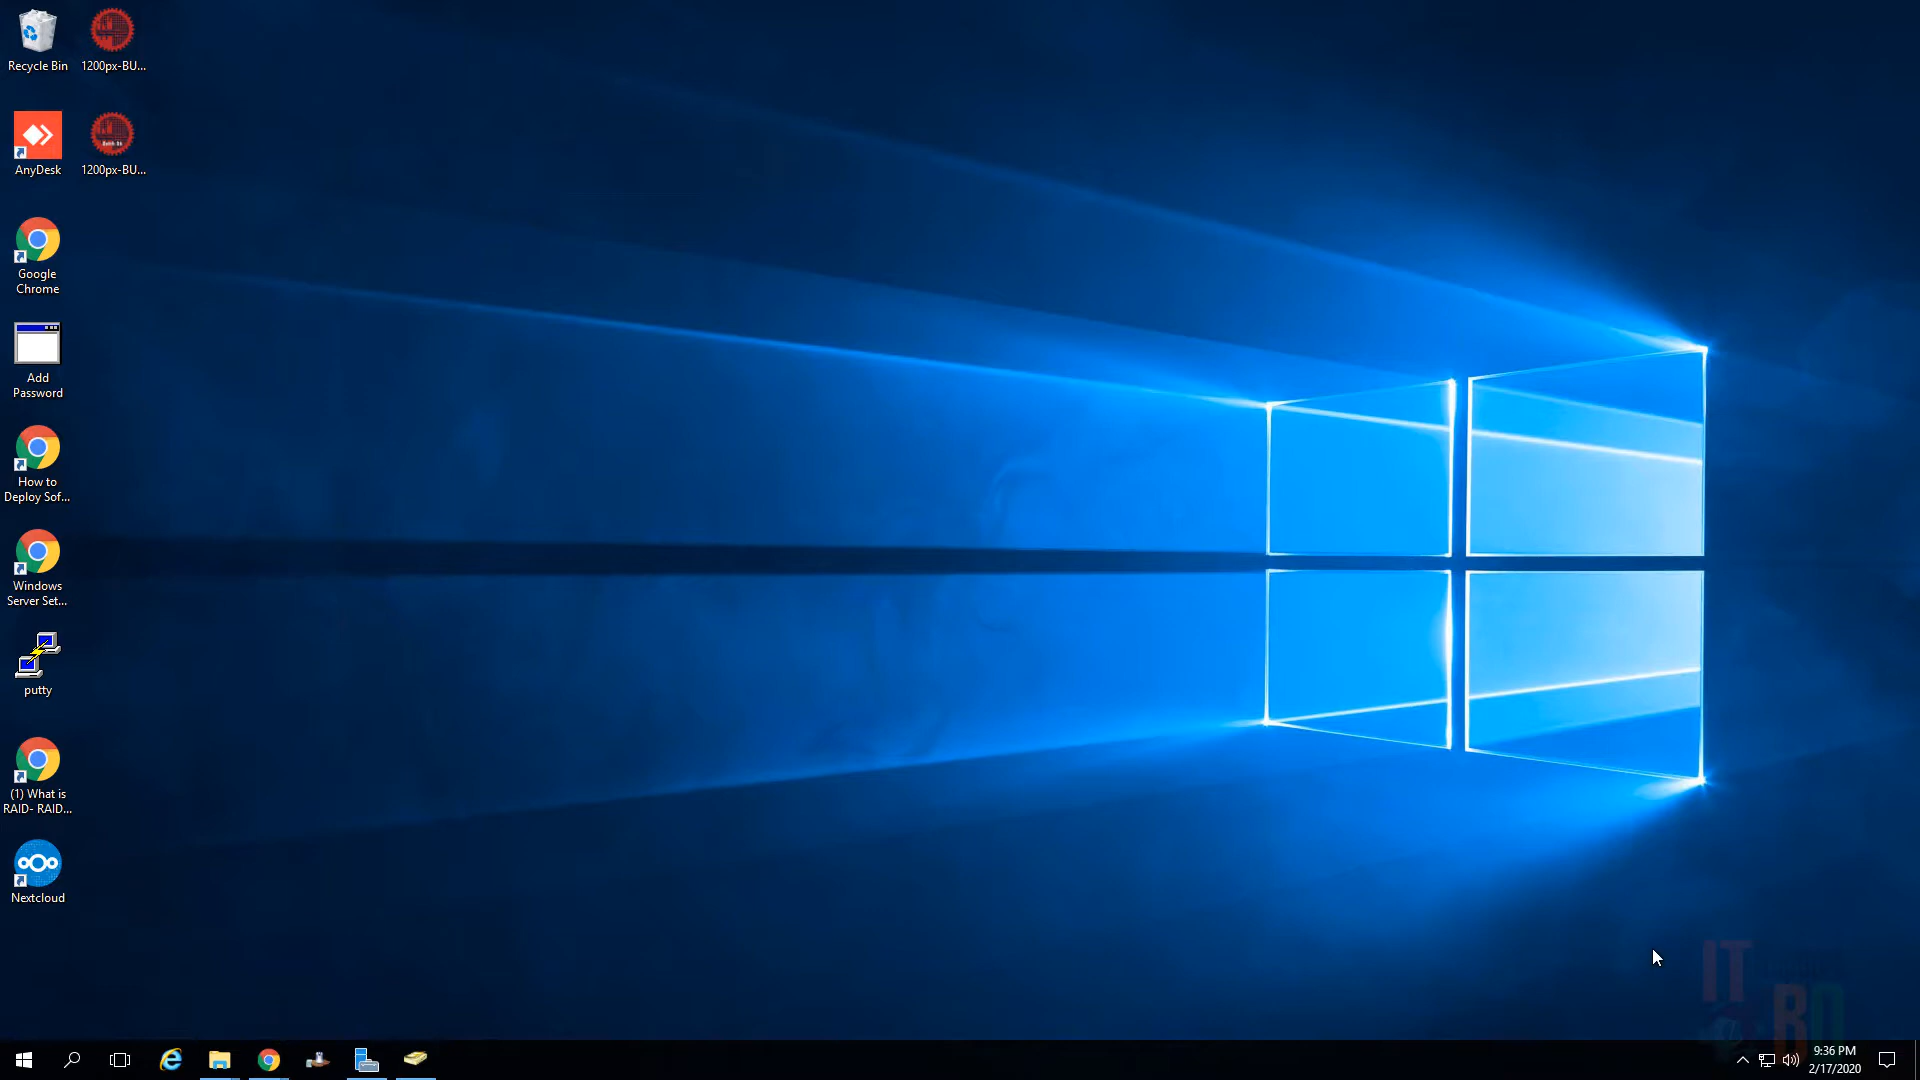 Recycle Bin
1200px-BU...
AnyDesk
1200px-BU...
Google
Chrome
Add
Password
How to
Deploy Sof...
Windows
Server Set...
putty
(1) What is
RAID- RAID...
Nextcloud
IT
9:36 PM
2/17/2020